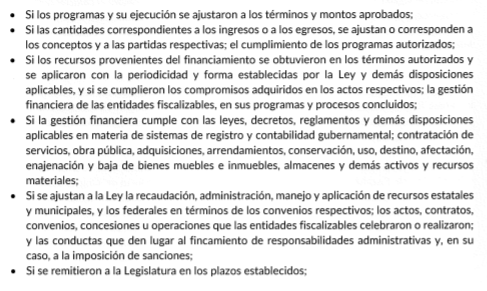 • Si los programas y su ejecución se ajustaron a los términos y montos aprobados;
• Si las cantidades correspondientes a los ingresos o a los egresos, se ajustan o corresponden a
los conceptos y a las partidas respectivas; el cumplimiento de los programas autorizados;
• Si los recursos provenientes del financiamiento se obtuvieron en los términos autorizados y
se aplicaron con la periodicidad y forma establecidas por la Ley y demás disposiciones
aplicables, y si se cumplieron los compromisos adquiridos en los actos respectivos; la gestión
financiera de las entidades fiscalizables, en sus programas y procesos concluidos;
• Si la gestión financiera cumple con las leyes, decretos, reglamentos y demás disposiciones
aplicables en materia de sistemas de registro y contabilidad gubernamental; contratación de
servicios, obra pública, adquisiciones, arrendamientos, conservación, uso, destino, afectación,
enajenación y baja de bienes muebles e inmuebles, almacenes y demás activos y recursos
materiales;
• Si se ajustan a la Ley la recaudación, administración, manejo y aplicación de recursos estatales
y municipales, y los federales en términos de los convenios respectivos; los actos, contratos,
convenios, concesiones u operaciones que las entidades fiscalizables celebraron o realizaron;
y las conductas que den lugar al fincamiento de responsabilidades administrativas y, en su
caso, a la imposición de sanciones;
• Si se remitieron a la Legislatura en los plazos establecidos;